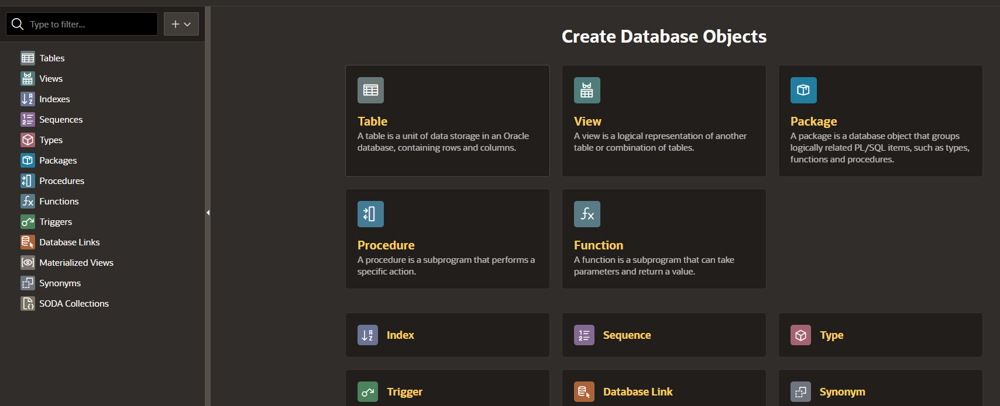 Type to filter...
Tables
Views
Indexes
Sequences
Types
Packages
Procedures
Functions
Triggers
Database Links
Materialized Views
Synonyms
SODA Collections
Create Database Objects
Table
A table is a unit of data storage in an Oracle
database, containing rows and columns.
View
A view is a logical representation of another
table or combination of tables.
Package
A package is a database object that groups
logically related PL/SQL items, such as types,
functions and procedures.
Procedure
A procedure is a subprogram that performs a
specific action.
Function
A function is a subprogram that can take
parameters and return a value.
Index
Sequence
Type
Trigger
Database Link
Synonym